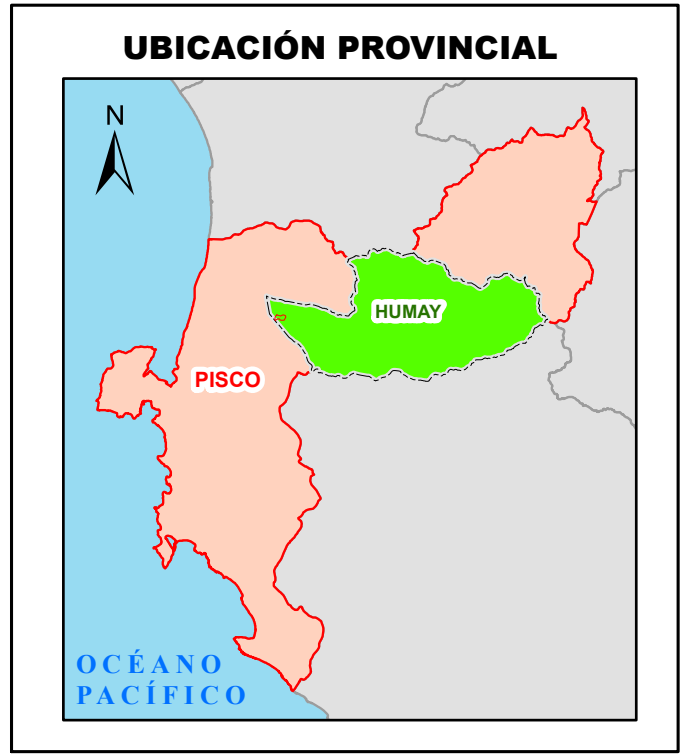 UBICACIÓN PROVINCIAL
N
HUMAY
PISCO
OCÉANO
PACÍFICO